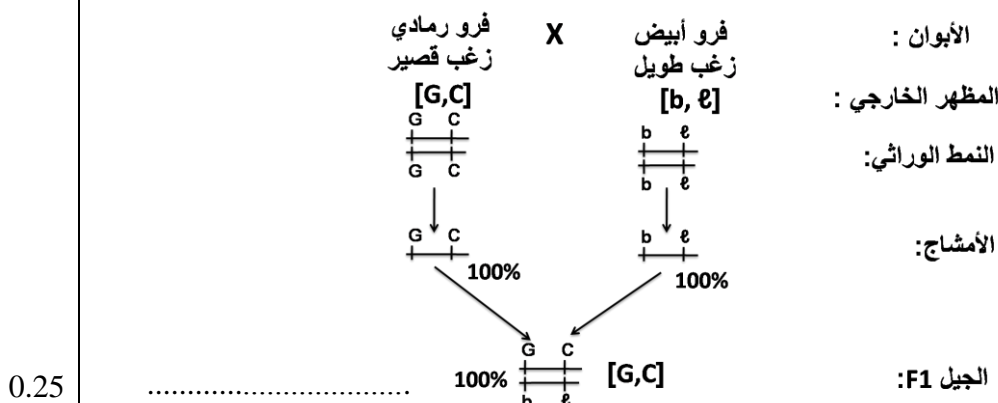 الأبوان : فرو أبيض X فرو رمادي
زغب طويل زغب قصير
المظهر الخارجي : [b, ℓ] [G,C]
G C b ℓ
النمط الوراثي:
G C b ℓ
G C b ℓ
الأمشاج:
100% 100%
G C
الجيل F1: [G,C] 100%
b ℓ
0.25 ....................................